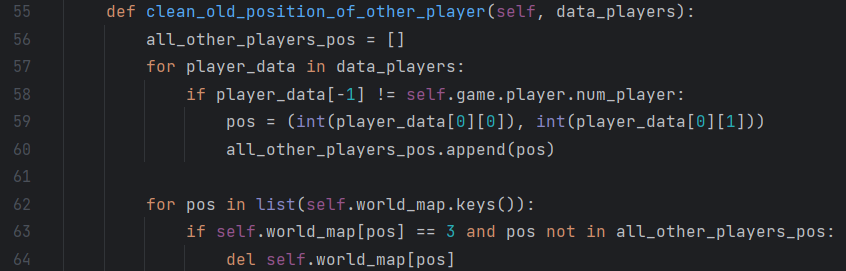 55 def clean_old_position_of_other_player(self, data_players):
56 all_other_players_pos = []
57 for player_data in data_players:
58 if player_data[-1] != self.game.player.num_player:
59 pos = (int(player_data[0][0]), int(player_data[0][1]))
60 all_other_players_pos.append(pos)
61
62 for pos in list(self.world_map.keys()):
63 if self.world_map[pos] == 3 and pos not in all_other_players_pos:
64 del self.world_map[pos]